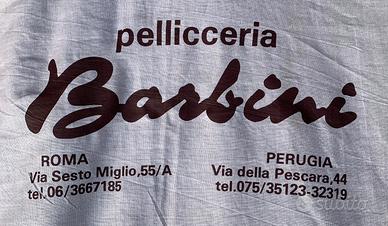 pellicceria
Barbini
ROMA
Via Sesto Miglio,55/A
tel.06/3667185
PERUGIA
Via della Pescara,44
tel.075/35123-32319
subito